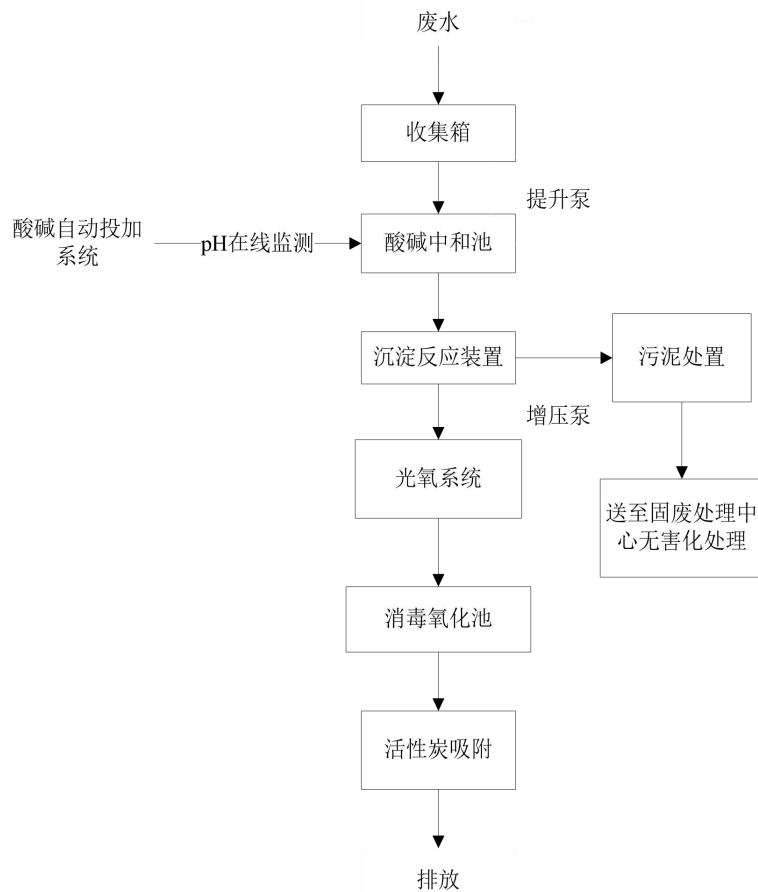 废水
收集箱
提升泵
酸碱自动投加
系统
pH在线监测
酸碱中和池
沉淀反应装置
污泥处置
增压泵
光氧系统
送至固废处理中
心无害化处理
消毒氧化池
活性炭吸附
排放